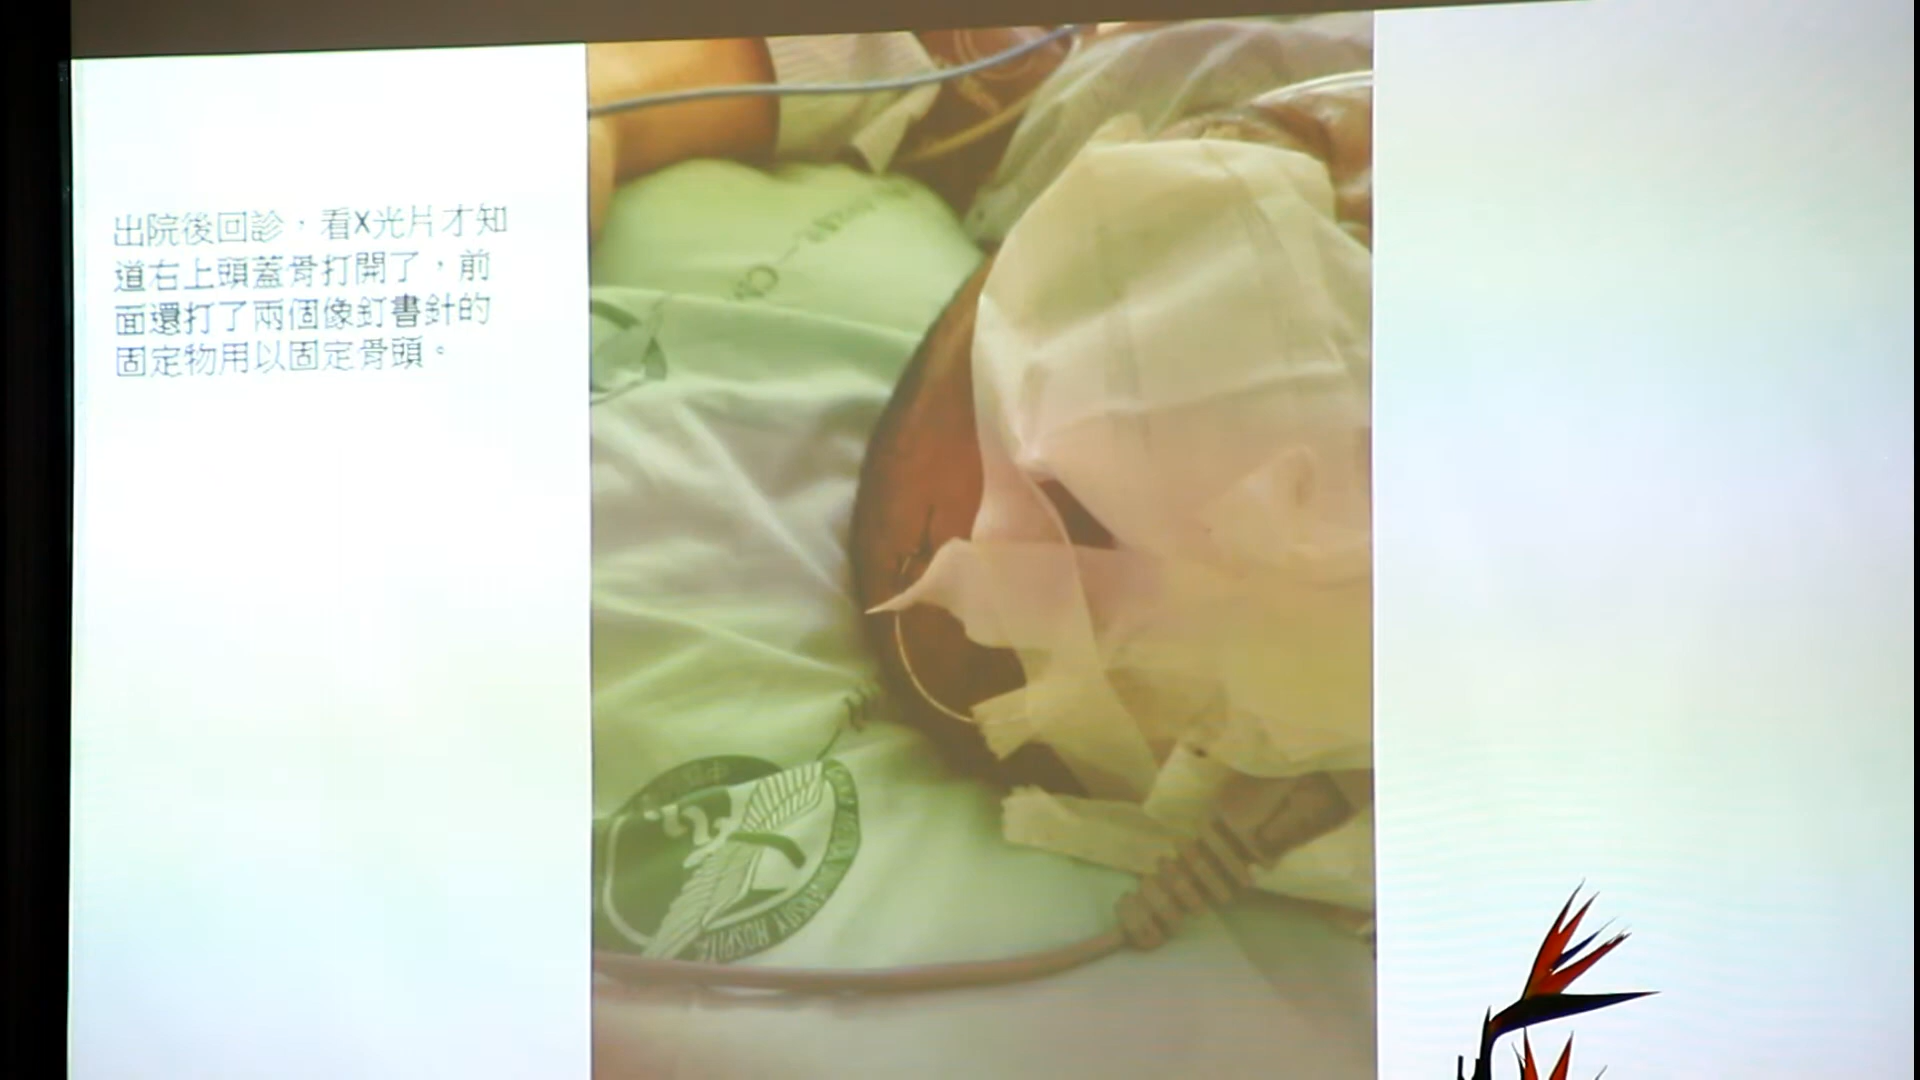 出院後回診，看X光片才知
道右上頭蓋骨打開了，前
面還打了兩個像釘書針的
固定物用以固定骨頭。